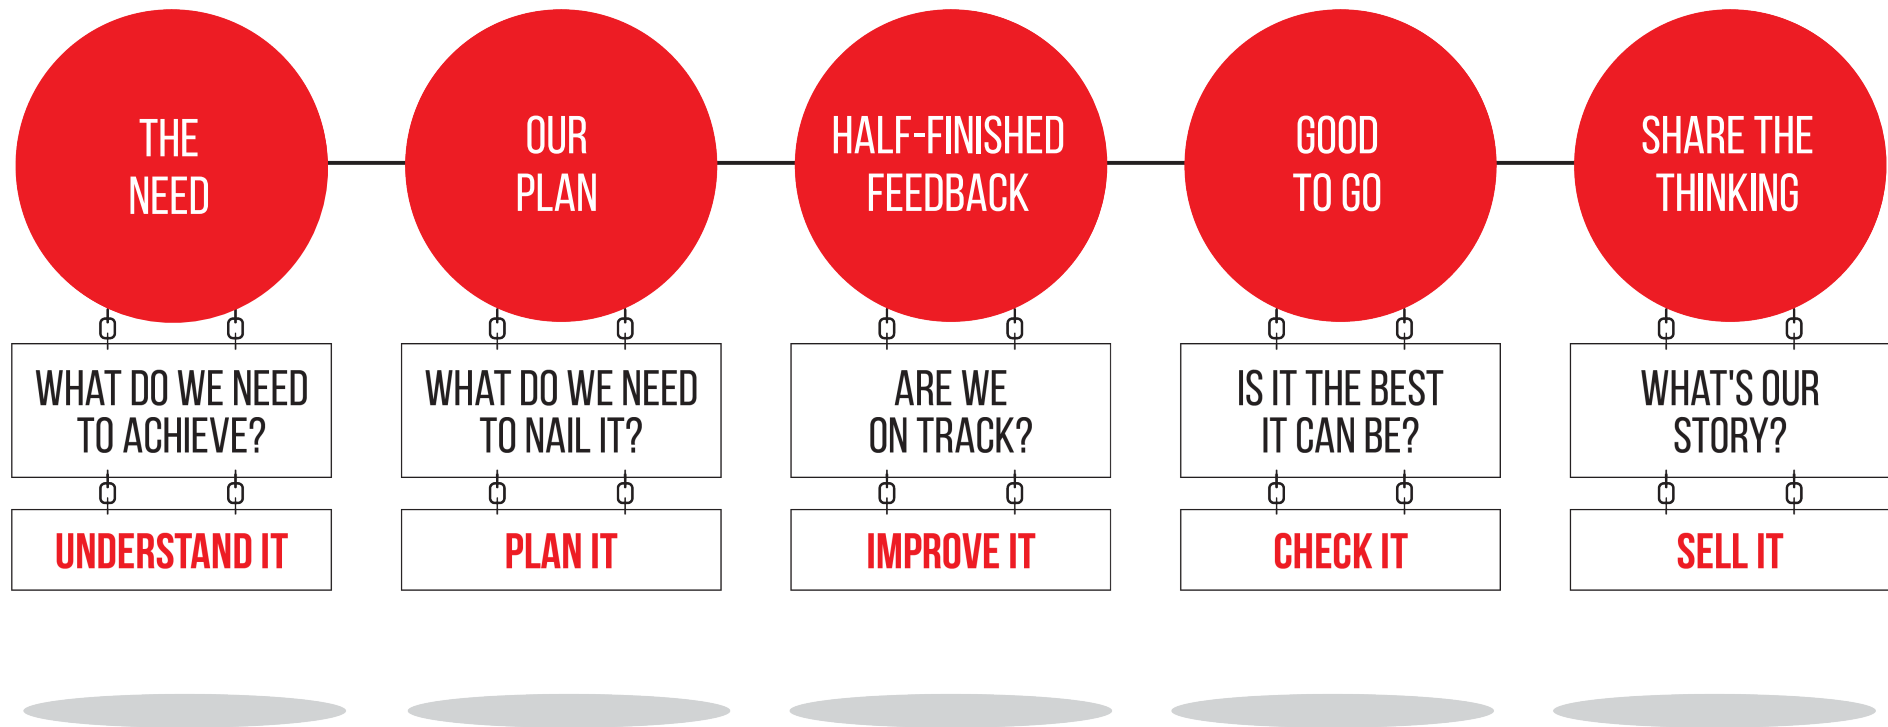 THE
NEED
WHAT DO WE NEED
TO ACHIEVE?
UNDERSTAND IT
OUR
PLAN
WHAT DO WE NEED
TO NAIL IT?
PLAN IT
HALF-FINISHED
FEEDBACK
ARE WE
ON TRACK?
IMPROVE IT
GOOD
TO GO
IS IT THE BEST
IT CAN BE?
CHECK IT
SHARE THE
THINKING
WHAT'S OUR
STORY?
SELL IT